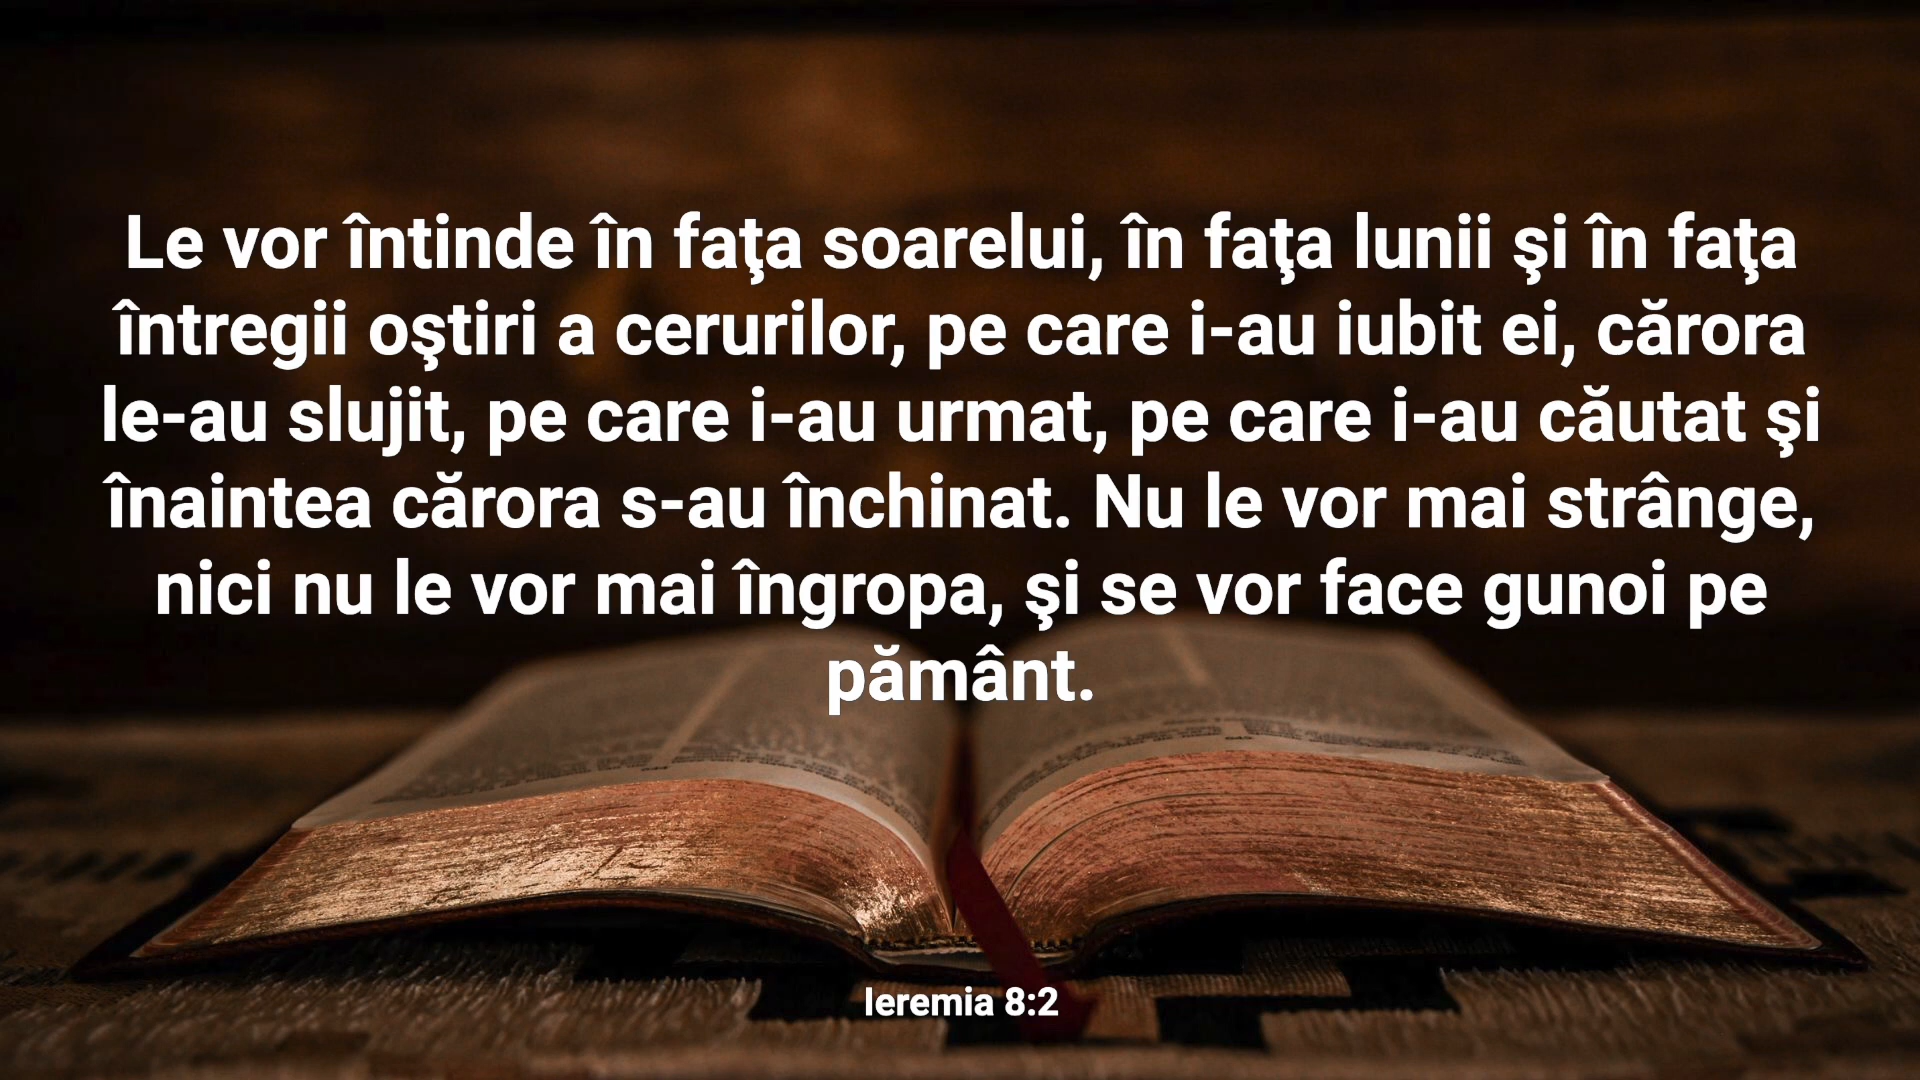 Le vor întinde în faţa soarelui, în faţa lunii şi în faţa
întregii oştiri a cerurilor, pe care i-au iubit ei, cărora
le-au slujit, pe care i-au urmat, pe care i-au căutat şi
înaintea cărora s-au închinat. Nu le vor mai strânge,
nici nu le vor mai îngropa, şi se vor face gunoi pe
pământ.
Ieremia 8:2